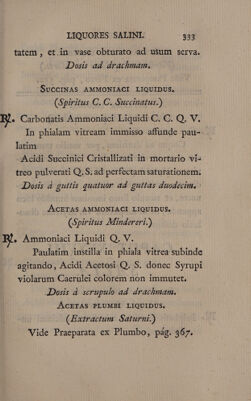 LIQUORES SALINI. 333
tatem, et in vase obturato ad usum serva.
Dosis ad drachmam.
SUCCINAS AMMONIACI LIQUIDUS.
(Spiritus C. C. Succinatus.)
℞. Carbonatis Ammoniaci Liquidi C. C. Q. V.
In phialam vitream immisso affunde pau-
latim
Acidi Succinici Cristallizati in mortario vi-
treo pulverati Q. S. ad perfectam saturationem.
Dosis à guttis quatuor ad guttas duodecim.
ACETAS AMMONIACI LIQUIDUS.
(Spiritus Mindereri.)
℞. Ammoniaci Liquidi Q. V.
Paulatim instilla in phiala vitrea subinde
agitando, Acidi Acetosi Q. S. donec Syrupi
violarum Caerulei colorem non immutet.
Dosis à scrupulo ad drachmam.
ACETAS PLUMBI LIQUIDUS.
(Extractum Saturni.)
Vide Praeparata ex Plumbo, pág. 367.